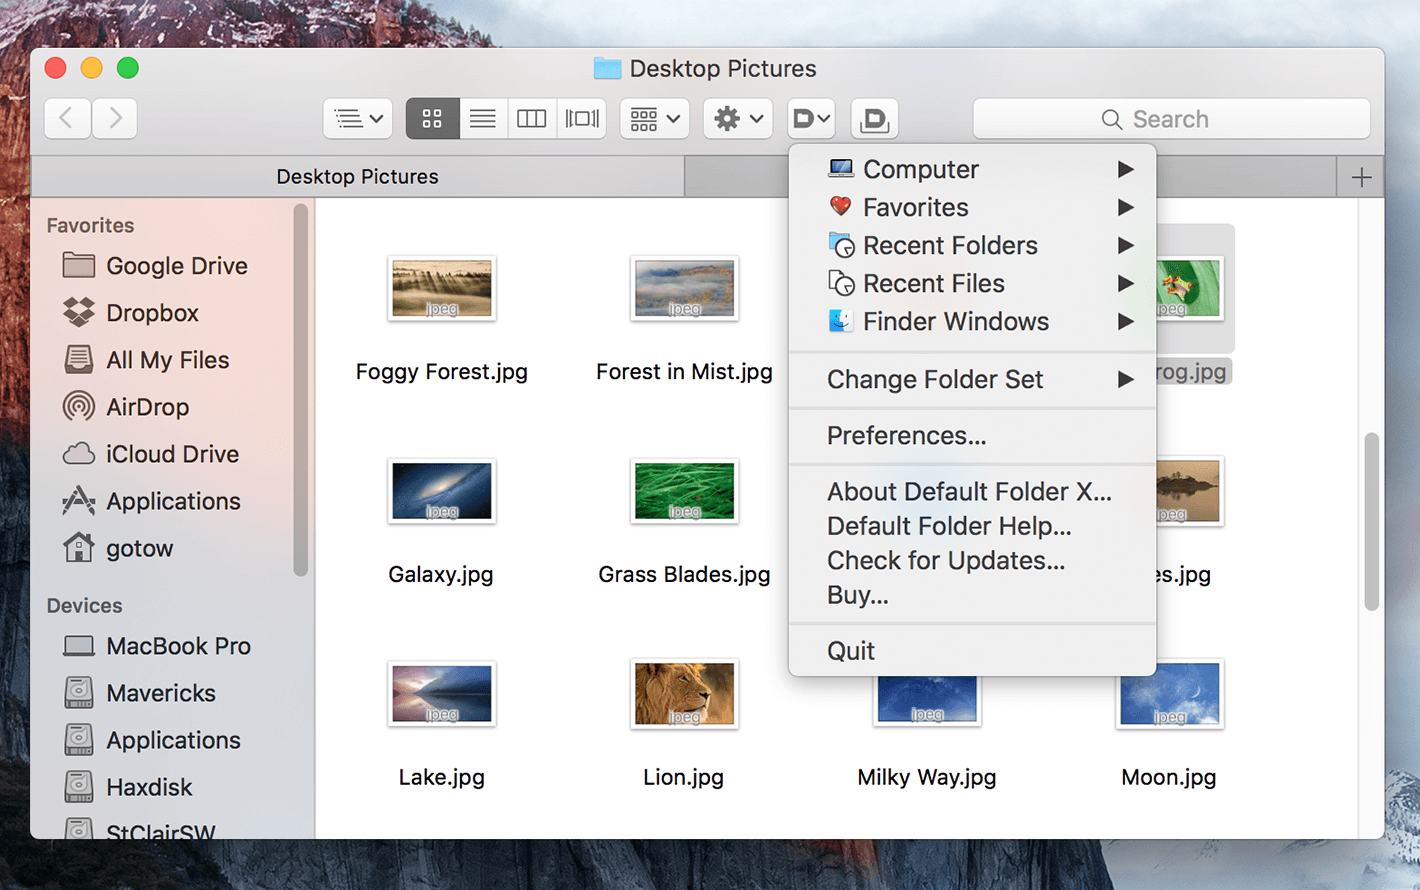 Desktop Pictures
Search
Desktop Pictures
Favorites
Google Drive
Dropbox
All My Files
AirDrop
iCloud Drive
Applications
gotow
Devices
MacBook Pro
Mavericks
Applications
Haxdisk
StClairSW
Computer
Favorites
Recent Folders
Recent Files
Finder Windows
Change Folder Set
Preferences...
About Default Folder X...
Default Folder Help...
Check for Updates...
Buy...
Quit
jpeg
jpeg
peg
Foggy Forest.jpg
Forest in Mist.jpg
rog.jpg
jpeg
jpeg
peg
Galaxy.jpg
Grass Blades.jpg
es.jpg
jpeg
jpeg
jpeg
jpeg
Lake.jpg
Lion.jpg
Milky Way.jpg
Moon.jpg